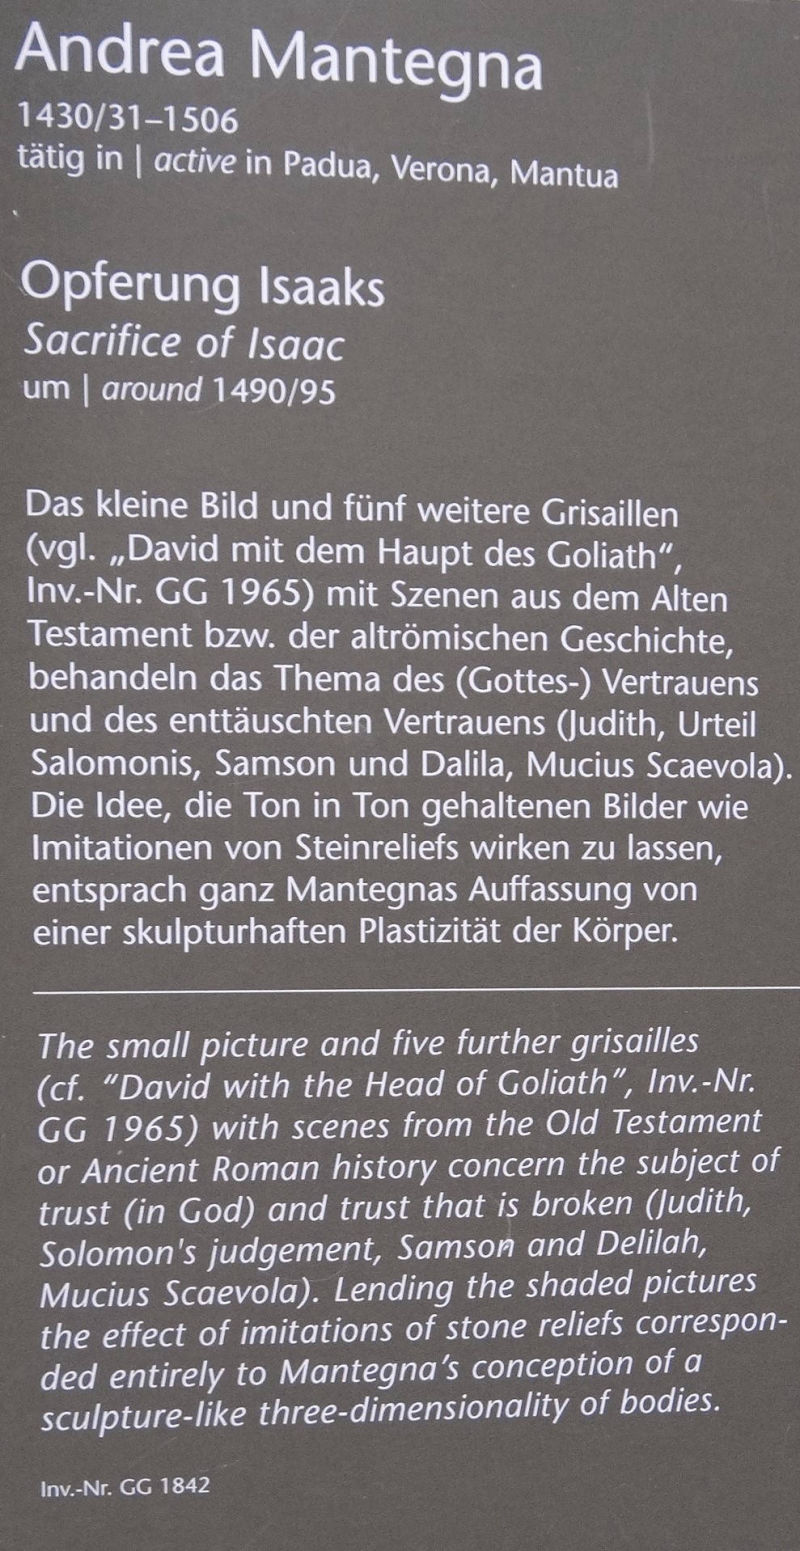 Andrea Mantegna
1430/31–1506
tätig in | active in Padua, Verona, Mantua
Opferung Isaaks
Sacrifice of Isaac
um | around 1490/95
Das kleine Bild und fünf weitere Grisaillen
(vgl. „David mit dem Haupt des Goliath“,
Inv.-Nr. GG 1965) mit Szenen aus dem Alten
Testament bzw. der altrömischen Geschichte,
behandeln das Thema des (Gottes-) Vertrauens
und des enttäuschten Vertrauens (Judith, Urteil
Salomonis, Samson und Dalila, Mucius Scaevola).
Die Idee, die Ton in Ton gehaltenen Bilder wie
Imitationen von Steinreliefs wirken zu lassen,
entsprach ganz Mantegnas Auffassung von
einer skulpturhaften Plastizität der Körper.
The small picture and five further grisailles
(cf. “David with the Head of Goliath”, Inv.-Nr.
GG 1965) with scenes from the Old Testament
or Ancient Roman history concern the subject of
trust (in God) and trust that is broken (Judith,
Solomon's judgement, Samson and Delilah,
Mucius Scaevola). Lending the shaded pictures
the effect of imitations of stone reliefs correspon-
ded entirely to Mantegna’s conception of a
sculpture-like three-dimensionality of bodies.
Inv.-Nr. GG 1842